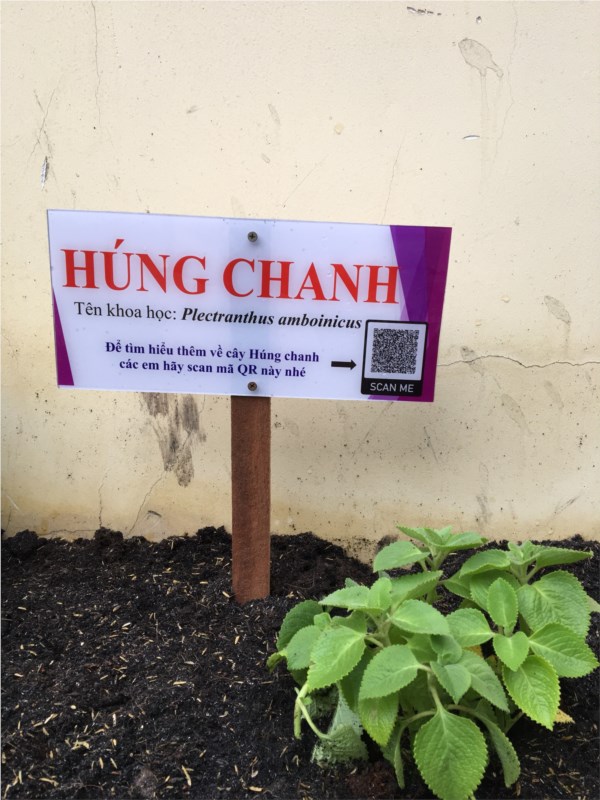 HÚNG CHANH
Tên khoa học: Plectranthus amboinicus
Để tìm hiểu thêm về cây Húng chanh
các em hãy scan mã QR này nhé
SCAN ME